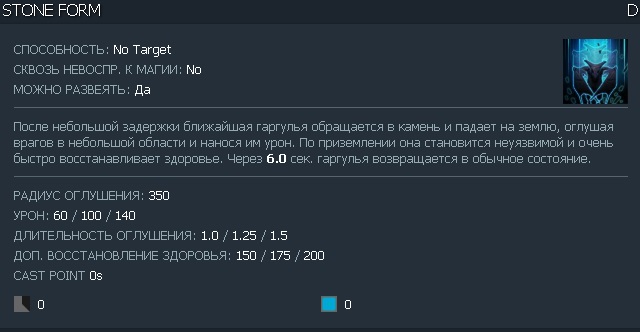 STONE FORM D
СПОСОБНОСТЬ: No Target
СКВОЗЬ НЕВОСПР. К МАГИИ: No
МОЖНО РАЗВЕЯТЬ: Да
После небольшой задержки ближайшая гаргулья обращается в камень и падает на землю, оглушая
врагов в небольшой области и нанося им урон. По приземлении она становится неуязвимой и очень
быстро восстанавливает здоровье. Через 6.0 сек. гаргулья возвращается в обычное состояние.
РАДИУС ОГЛУШЕНИЯ: 350
УРОН: 60 / 100 / 140
ДЛИТЕЛЬНОСТЬ ОГЛУШЕНИЯ: 1.0 / 1.25 / 1.5
ДОП. ВОССТАНОВЛЕНИЕ ЗДОРОВЬЯ: 150 / 175 / 200
CAST POINT 0s
0 0